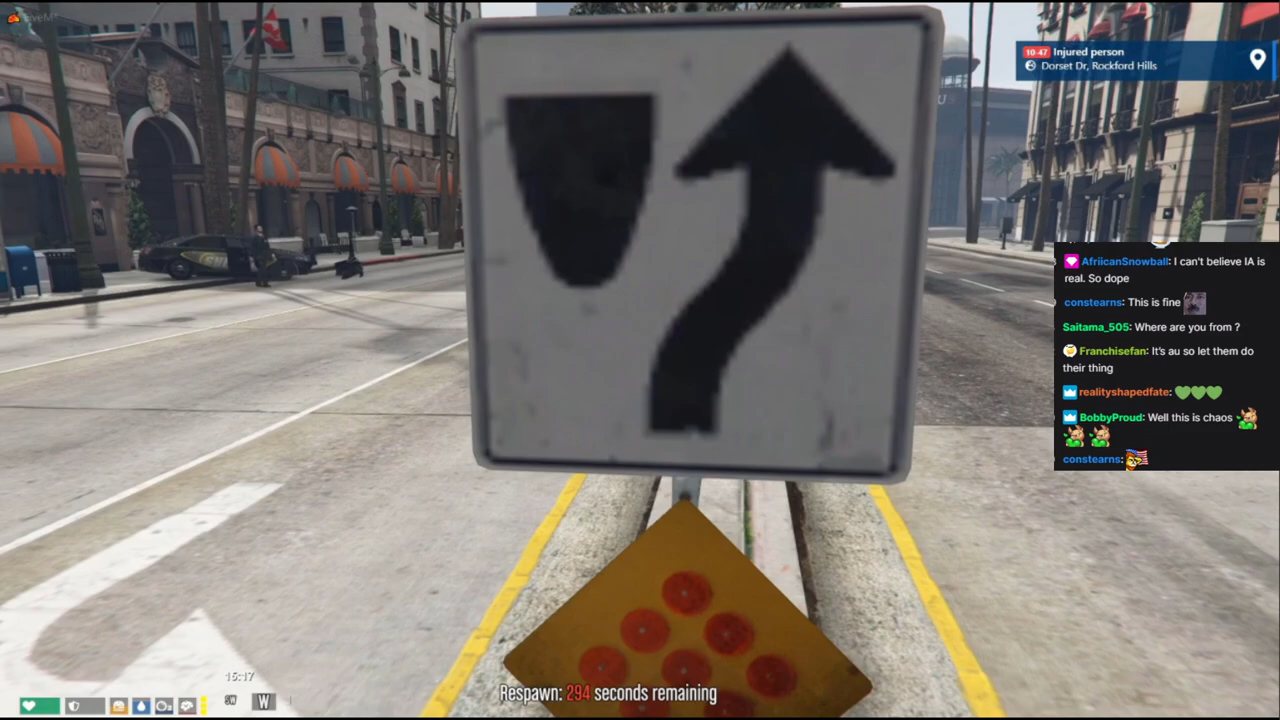 FiveM
10-47 Injured person
Dorset Dr, Rockford Hills
AfriicanSnowball: I can't believe IA is
real. So dope
constearns: This is fine
Saitama_505: Where are you from ?
Franchisefan: It's au so let them do
their thing
realityshapedfate: 💚💚💚
BobbyProud: Well this is chaos
constearns:
15:17
SW W
Respawn: 294 seconds remaining